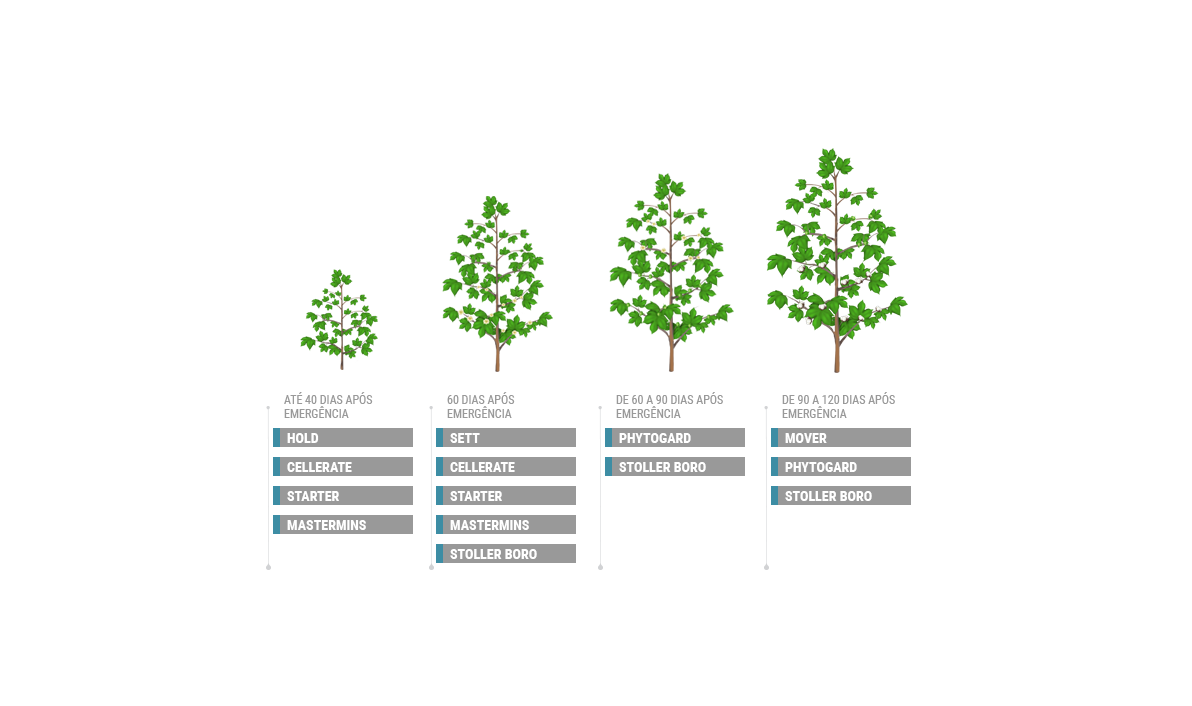 ATÉ 40 DIAS APÓS
EMERGÊNCIA
HOLD
CELLERATE
STARTER
MASTERMINS
60 DIAS APÓS
EMERGÊNCIA
SETT
CELLERATE
STARTER
MASTERMINS
STOLLER BORO
DE 60 A 90 DIAS APÓS
EMERGÊNCIA
PHYTOGARD
STOLLER BORO
DE 90 A 120 DIAS APÓS
EMERGÊNCIA
MOVER
PHYTOGARD
STOLLER BORO